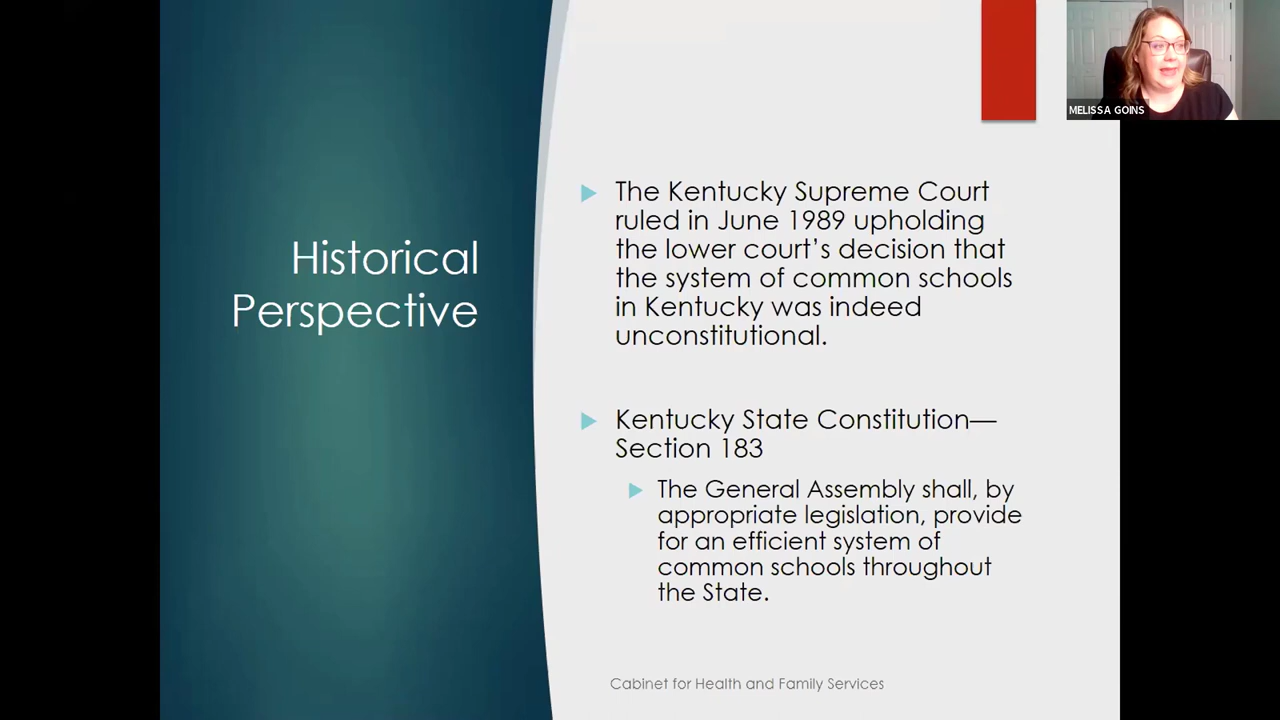 MELISSA GOINS
Historical
Perspective
The Kentucky Supreme Court
ruled in June 1989 upholding
the lower court’s decision that
the system of common schools
in Kentucky was indeed
unconstitutional.
Kentucky State Constitution—
Section 183
The General Assembly shall, by
appropriate legislation, provide
for an efficient system of
common schools throughout
the State.
Cabinet for Health and Family Services